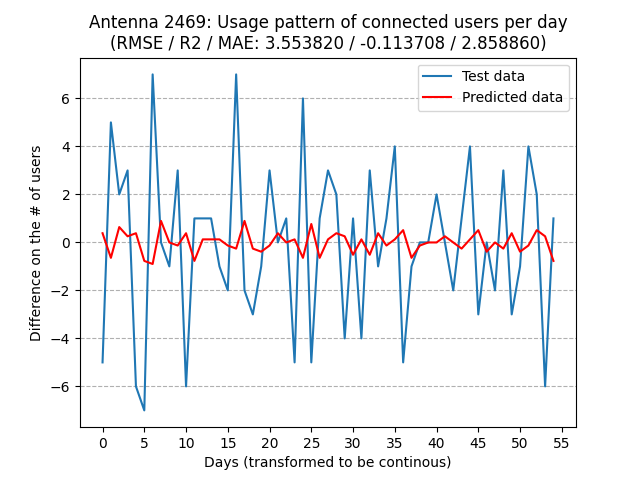 Antenna 2469: Usage pattern of connected users per day
(RMSE / R2 / MAE: 3.553820 / -0.113708 / 2.858860)
Test data
Predicted data
Difference on the # of users
6
4
2
0
−2
−4
−6
0 5 10 15 20 25 30 35 40 45 50 55
Days (transformed to be continous)